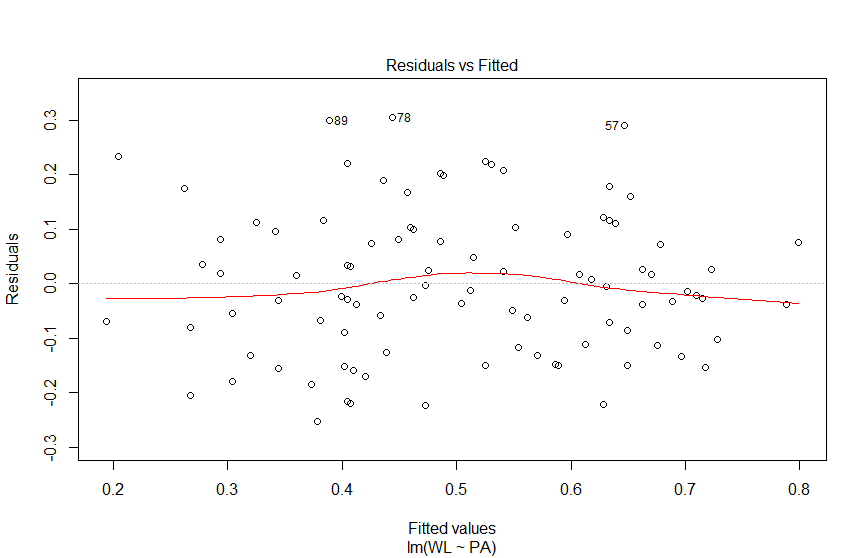 Residuals vs Fitted
0.3
0.2
0.1
0.0
-0.1
-0.2
-0.3
Residuals
89
78
57
0.2 0.3 0.4 0.5 0.6 0.7 0.8
Fitted values
lm(WL ~ PA)